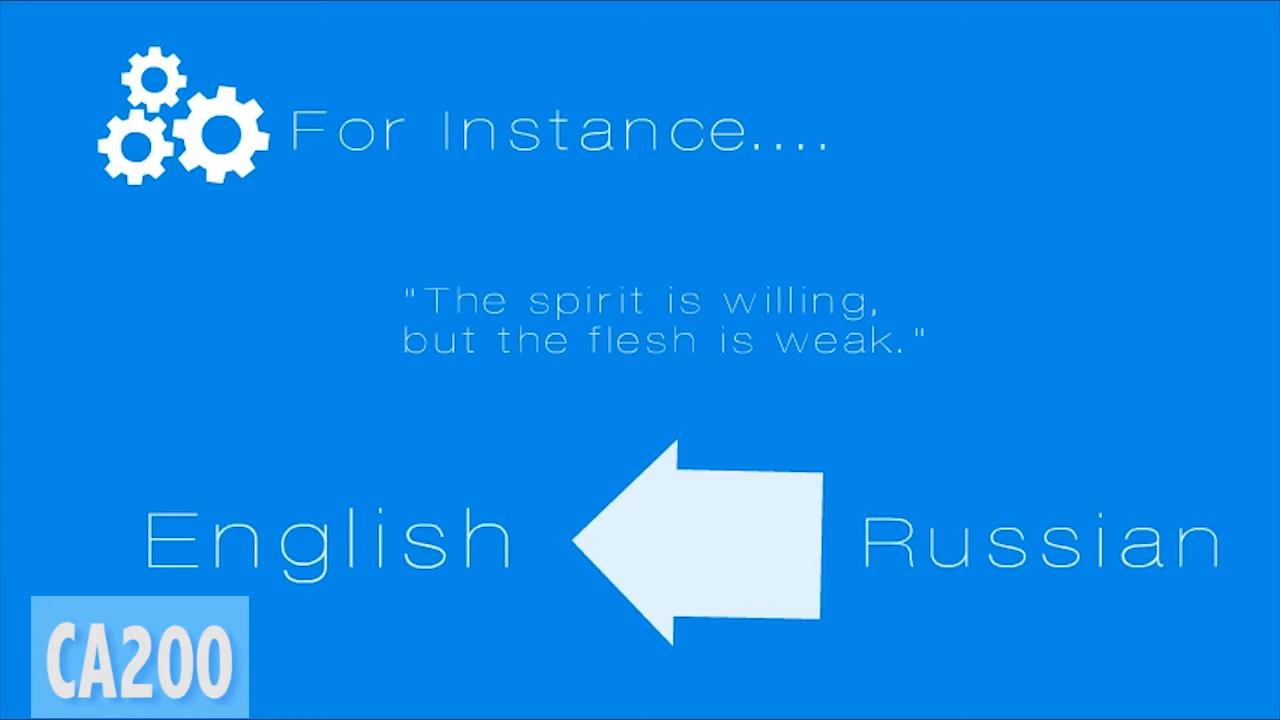 For Instance....
"The spirit is willing,
but the flesh is weak."
English
Russian
CA200